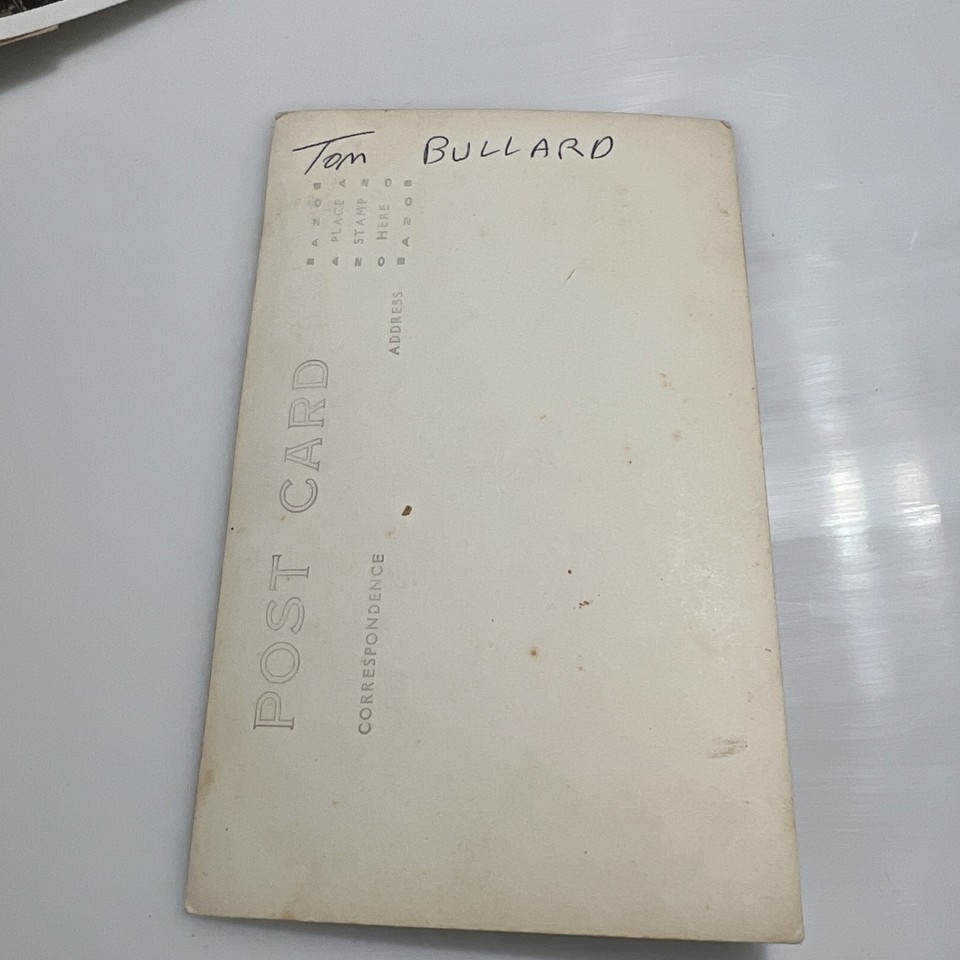 Tom BULLARD
AZO
A PLACE A
Z STAMP Z
O HERE O
AZO
POST CARD
CORRESPONDENCE
ADDRESS